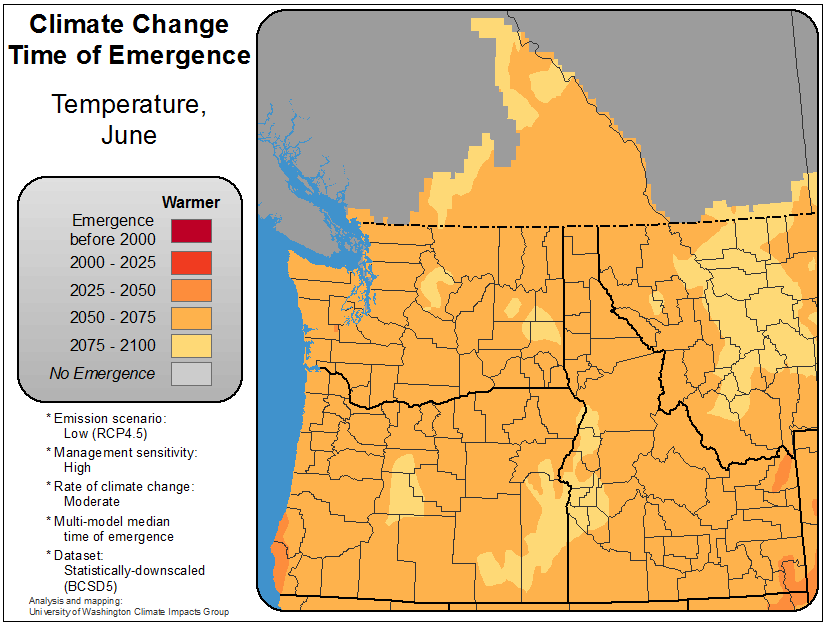 Climate Change
Time of Emergence
Temperature,
June
Warmer
Emergence
before 2000
2000 - 2025
2025 - 2050
2050 - 2075
2075 - 2100
No Emergence
* Emission scenario:
Low (RCP4.5)
* Management sensitivity:
High
* Rate of climate change:
Moderate
* Multi-model median
time of emergence
* Dataset:
Statistically-downscaled
(BCSD5)
Analysis and mapping:
University of Washington Climate Impacts Group